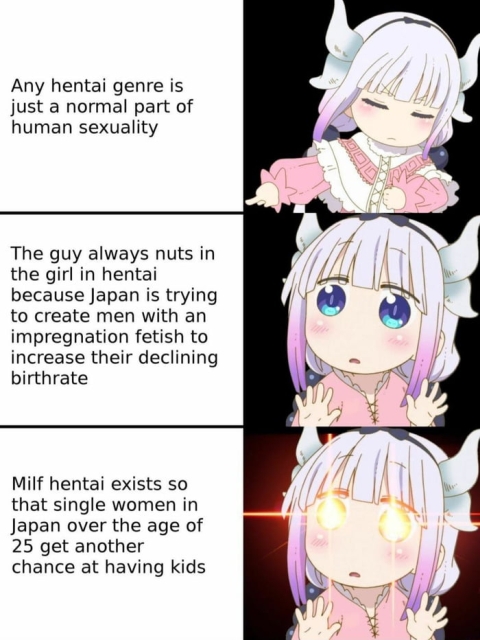 Any hentai genre is
just a normal part of
human sexuality
The guy always nuts in
the girl in hentai
because Japan is trying
to create men with an
impregnation fetish to
increase their declining
birthrate
Milf hentai exists so
that single women in
Japan over the age of
25 get another
chance at having kids